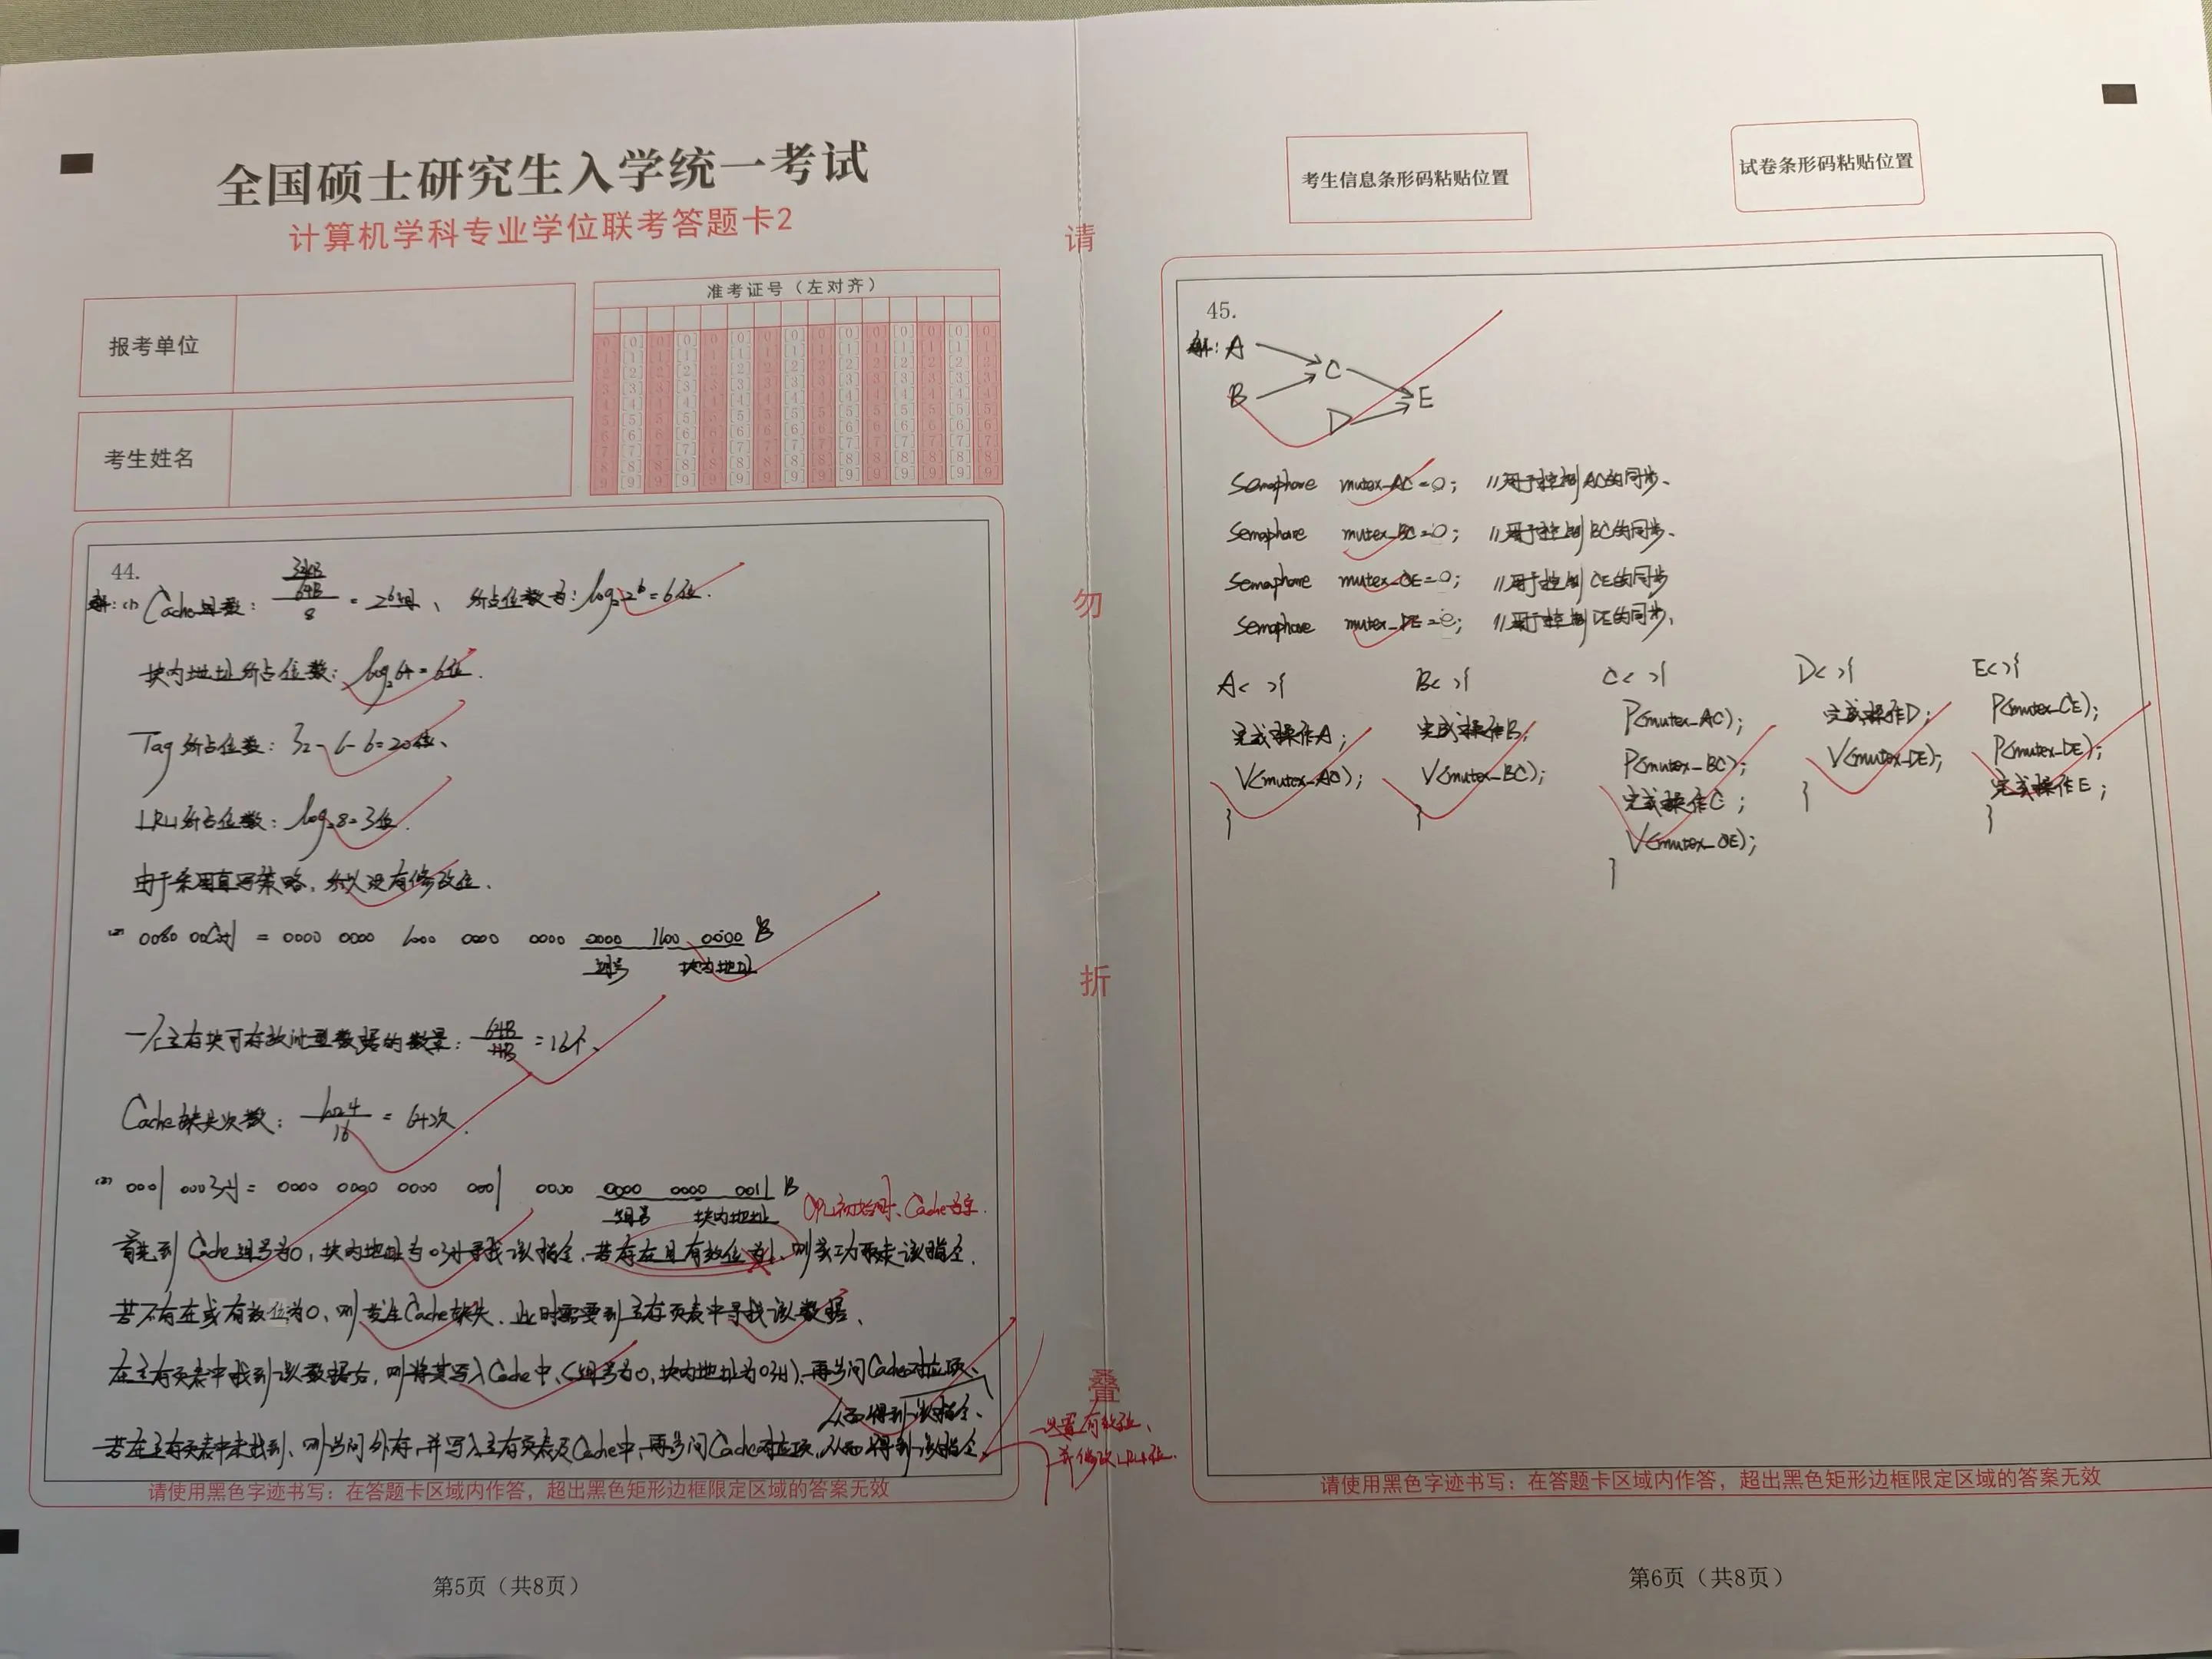 全国硕士研究生入学统一考试
计算机学科专业学位联考答题卡2
报考单位
考生姓名
准考证号（左对齐）
44.
解: (1) Cache组数: 32KB/64B/8 = 2^6组、所占位数为: log₂2^6 = 6位.
块内地址所占位数: log₂64 = 6位.
Tag所占位数: 32-6-6=20位、
LRU所占位数: log₂8=3位.
由于采用直写策略, 所以没有修改位.
(2) 0080 00C0H = 0000 0000 1000 0000 0000 0000 1100 0000 B
组号 块内地址
一个主存块可存放int型数据的数量: 64B/4B = 16个、
Cache缺失次数: 1024/16 = 64次.
(3) 0001 0003H = 0000 0000 0000 0001 0000 0000 0000 0011 B
组号 块内地址
初始时、Cache为空.
首先到Cache组号为0, 块内地址为03H寻找该指令, 若存在且有效位为1, 则成功取走该指令.
若不存在或有效位为0, 则发生Cache缺失. 此时需要到主存页表中寻找该数据、
在主存页表中找到该数据后, 则将其写入Cache中, (组号为0, 块内地址为03H), 再访问Cache对应项、
从而得到该指令、
若在主存页表中未找到、则访问外存, 并写入主存页表及Cache中, 再访问Cache对应项, 从而得到该指令.
设置有效位、
并修改LRU位.
请使用黑色字迹书写：在答题卡区域内作答，超出黑色矩形边框限定区域的答案无效
第5页（共8页）
请
勿
折
叠
考生信息条形码粘贴位置
试卷条形码粘贴位置
45.
解: A
B
C
D
E
Semaphore mutex_AC=0; //用于控制AC的同步、
Semaphore mutex_BC=0; //用于控制BC的同步、
Semaphore mutex_CE=0; //用于控制CE的同步
Semaphore mutex_DE=0; //用于控制DE的同步、
A< >{
完成操作A;
V(mutex_AC);
}
B< >{
完成操作B;
V(mutex_BC);
}
C< >{
P(mutex_AC);
P(mutex_BC);
完成操作C;
V(mutex_CE);
}
D< >{
完成操作D;
V(mutex_DE);
}
E< >{
P(mutex_CE);
P(mutex_DE);
完成操作E;
}
请使用黑色字迹书写：在答题卡区域内作答，超出黑色矩形边框限定区域的答案无效
第6页（共8页）